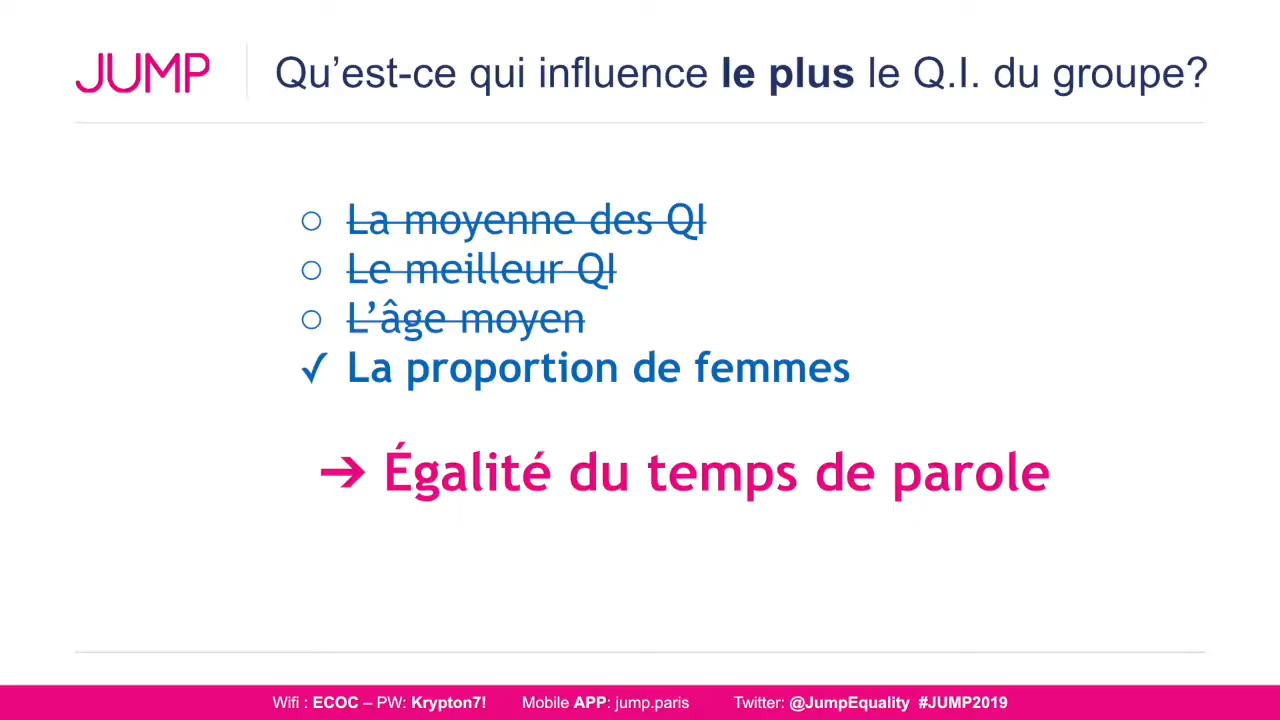 JUMP
Qu’est-ce qui influence le plus le Q.I. du groupe?
○ La moyenne des QI
○ Le meilleur QI
○ L’âge moyen
✓ La proportion de femmes
➔ Égalité du temps de parole
Wifi : ECOC – PW: Krypton7! Mobile APP: jump.paris Twitter: @JumpEquality #JUMP2019